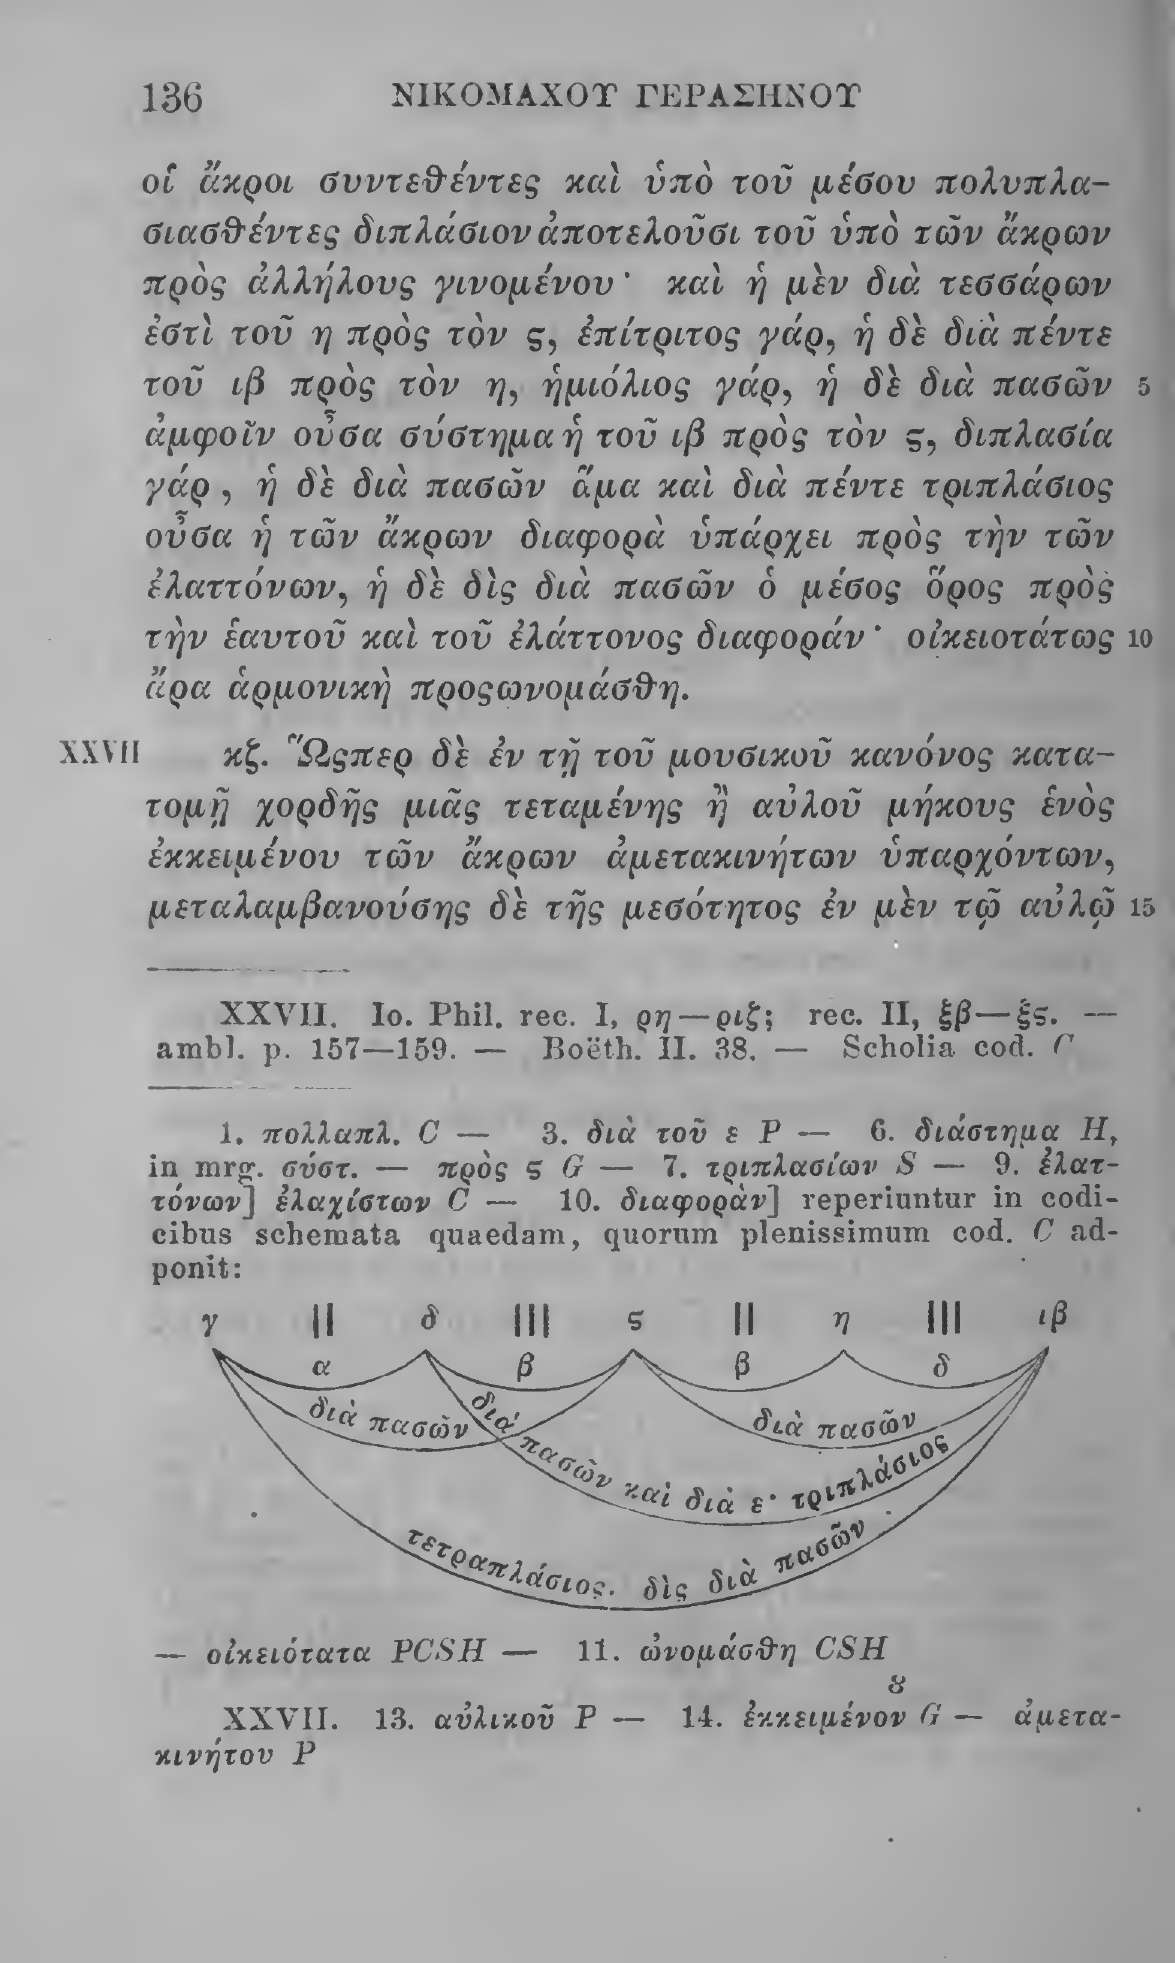 136 ΝΙΚΟΜΑΧΟΥ ΓΕΡΑΣΗΝΟΥ
οἱ ἄκροι συντεθέντες καὶ ὑπὸ τοῦ μέσου πολυπλα-
σιασθέντες διπλάσιον ἀποτελοῦσι τοῦ ὑπὸ τῶν ἄκρων
πρὸς ἀλλήλους γινομένου· καὶ ἡ μὲν διὰ τεσσάρων
ἐστὶ τοῦ η πρὸς τὸν ϛ, ἐπίτριτος γάρ, ἡ δὲ διὰ πέντε
τοῦ ιβ πρὸς τὸν η, ἡμιόλιος γάρ, ἡ δὲ διὰ πασῶν 5
ἀμφοῖν οὖσα σύστημα ἡ τοῦ ιβ πρὸς τὸν ϛ, διπλασία
γάρ, ἡ δὲ διὰ πασῶν ἅμα καὶ διὰ πέντε τριπλάσιος
οὖσα ἡ τῶν ἄκρων διαφορὰ ὑπάρχει πρὸς τὴν τῶν
ἐλαττόνων, ἡ δὲ δὶς διὰ πασῶν ὁ μέσος ὅρος πρὸς
τὴν ἑαυτοῦ καὶ τοῦ ἐλάττονος διαφοράν· οἰκειοτάτως 10
ἄρα ἁρμονικὴ προςωνομάσθη.
XXVII κζ. Ὥςπερ δὲ ἐν τῇ τοῦ μουσικοῦ κανόνος κατα-
τομῇ χορδῆς μιᾶς τεταμένης ἢ αὐλοῦ μήκους ἑνὸς
ἐκκειμένου τῶν ἄκρων ἀμετακινήτων ὑπαρχόντων,
μεταλαμβανούσης δὲ τῆς μεσότητος ἐν μὲν τῷ αὐλῷ 15
XXVII. Io. Phil. rec. I, ρη—ριζ; rec. II, ξβ—ξϛ. —
ambl. p. 157—159. — Boëth. II. 38. — Scholia cod. C
1. πολλαπλ. C — 3. διὰ τοῦ ε P — 6. διάστημα H,
in mrg. σύστ. — πρὸς ϛ G — 7. τριπλασίων S — 9. ἐλατ-
τόνων] ἐλαχίστων C — 10. διαφορὰν] reperiuntur in codi-
cibus schemata quaedam, quorum plenissimum cod. C ad-
ponit:
γ II δ III ϛ II η III ιβ
α β β δ
διὰ πασῶν διὰ πασῶν
διὰ πασῶν καὶ διὰ ε· τριπλάσιος
τετραπλάσιος. δὶς διὰ πασῶν
— οἰκειότατα PCSH — 11. ὠνομάσθη CSH
ȣ
XXVII. 13. αὐλικοῦ P — 14. ἐκκειμένον G — ἀμετα-
κινήτου P